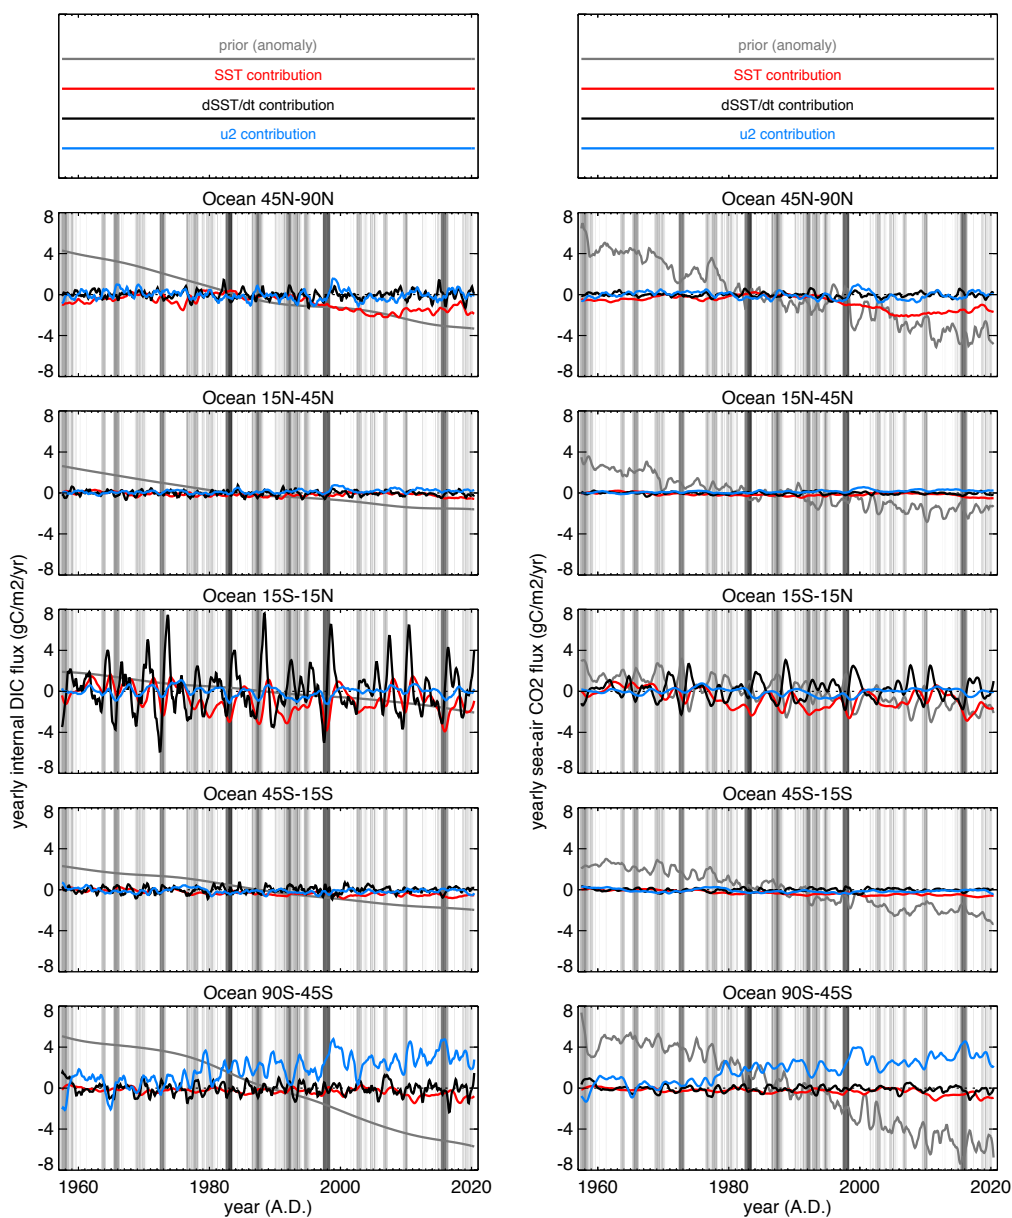 prior (anomaly)
SST contribution
dSST/dt contribution
u2 contribution
prior (anomaly)
SST contribution
dSST/dt contribution
u2 contribution
yearly internal DIC flux (gC/m2/yr)
Ocean 45N-90N
8
4
0
-4
-8
Ocean 15N-45N
8
4
0
-4
-8
Ocean 15S-15N
8
4
0
-4
-8
Ocean 45S-15S
8
4
0
-4
-8
Ocean 90S-45S
8
4
0
-4
-8
1960 1980 2000 2020
year (A.D.)
yearly sea-air CO2 flux (gC/m2/yr)
Ocean 45N-90N
8
4
0
-4
-8
Ocean 15N-45N
8
4
0
-4
-8
Ocean 15S-15N
8
4
0
-4
-8
Ocean 45S-15S
8
4
0
-4
-8
Ocean 90S-45S
8
4
0
-4
-8
1960 1980 2000 2020
year (A.D.)